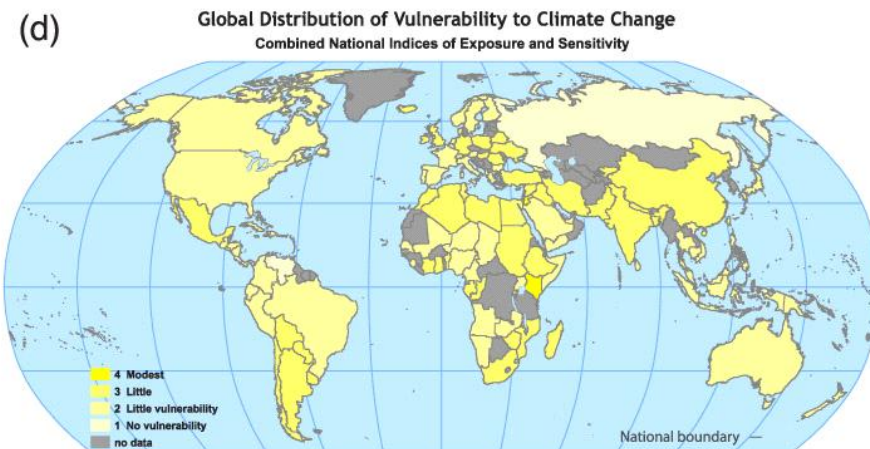 (d)
Global Distribution of Vulnerability to Climate Change
Combined National Indices of Exposure and Sensitivity
4 Modest
3 Little
2 Little vulnerability
1 No vulnerability
no data
National boundary